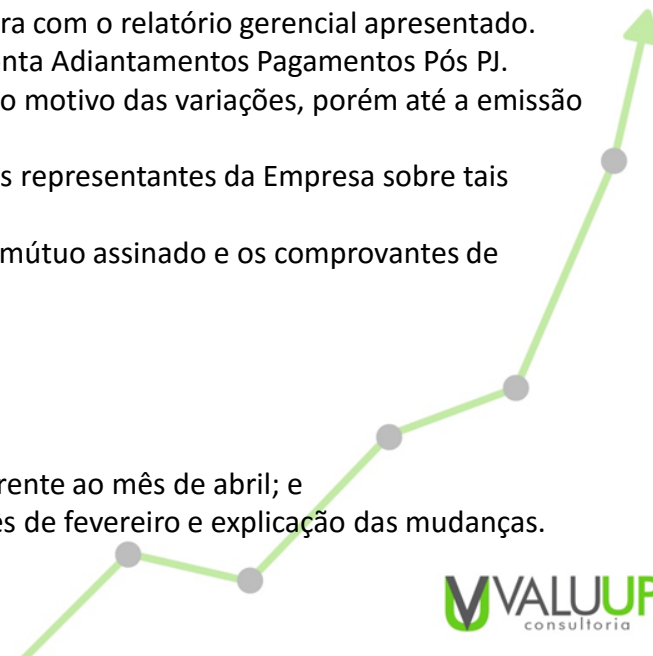 ra com o relatório gerencial apresentado.
nta Adiantamentos Pagamentos Pós PJ.
o motivo das variações, porém até a emissão
s representantes da Empresa sobre tais
mútuo assinado e os comprovantes de
rente ao mês de abril; e
ês de fevereiro e explicação das mudanças.
VALUUP
consultoria